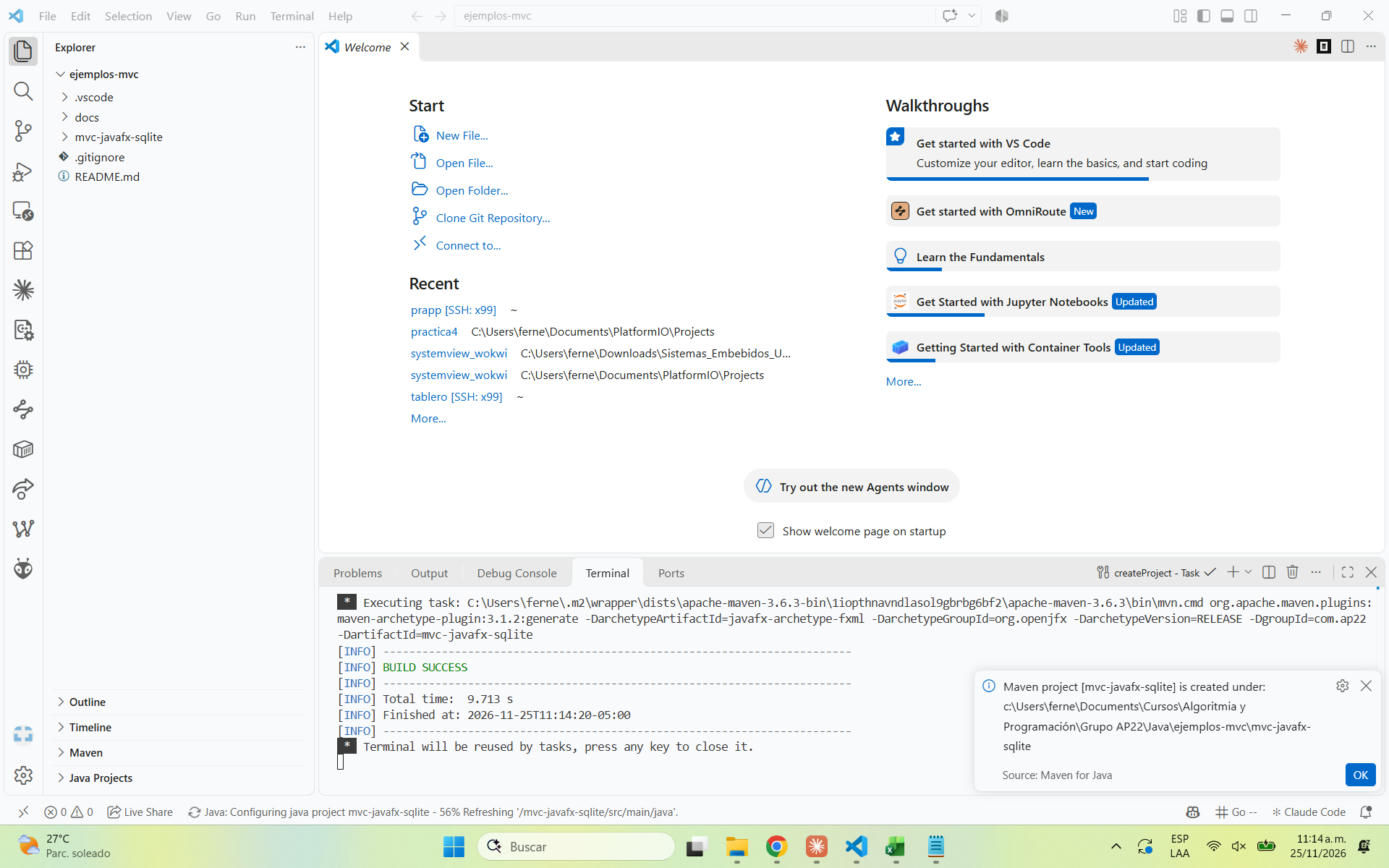 File Edit Selection View Go Run Terminal Help
ejemplos-mvc
Explorer
ejemplos-mvc
.vscode
docs
mvc-javafx-sqlite
.gitignore
README.md
Outline
Timeline
Maven
Java Projects
Welcome
Start
New File...
Open File...
Open Folder...
Clone Git Repository...
Connect to...
Recent
prapp [SSH: x99] ~
practica4 C:\Users\ferne\Documents\PlatformIO\Projects
systemview_wokwi C:\Users\ferne\Downloads\Sistemas_Embebidos_U...
systemview_wokwi C:\Users\ferne\Documents\PlatformIO\Projects
tablero [SSH: x99] ~
More...
Walkthroughs
Get started with VS Code
Customize your editor, learn the basics, and start coding
Get started with OmniRoute New
Learn the Fundamentals
Get Started with Jupyter Notebooks Updated
Getting Started with Container Tools Updated
More...
Try out the new Agents window
Show welcome page on startup
Problems Output Debug Console Terminal Ports
createProject - Task
* Executing task: C:\Users\ferne\.m2\wrapper\dists\apache-maven-3.6.3-bin\1iopthnavndlasol9gbrbg6bf2\apache-maven-3.6.3\bin\mvn.cmd org.apache.maven.plugins:
maven-archetype-plugin:3.1.2:generate -DarchetypeArtifactId=javafx-archetype-fxml -DarchetypeGroupId=org.openjfx -DarchetypeVersion=RELEASE -DgroupId=com.ap22
-DartifactId=mvc-javafx-sqlite
[INFO] ------------------------------------------------------------------------
[INFO] BUILD SUCCESS
[INFO] ------------------------------------------------------------------------
[INFO] Total time:  9.713 s
[INFO] Finished at: 2026-11-25T11:14:20-05:00
[INFO] ------------------------------------------------------------------------
* Terminal will be reused by tasks, press any key to close it.
Maven project [mvc-javafx-sqlite] is created under:
c:\Users\ferne\Documents\Cursos\Algoritmia y
Programación\Grupo AP22\Java\ejemplos-mvc\mvc-javafx-
sqlite
Source: Maven for Java
OK
0 0 Live Share Java: Configuring java project mvc-javafx-sqlite - 56% Refreshing '/mvc-javafx-sqlite/src/main/java'.
Go -- Claude Code
27°C
Parc. soleado
Buscar
ESP
LAA
11:14 a. m.
25/11/2026